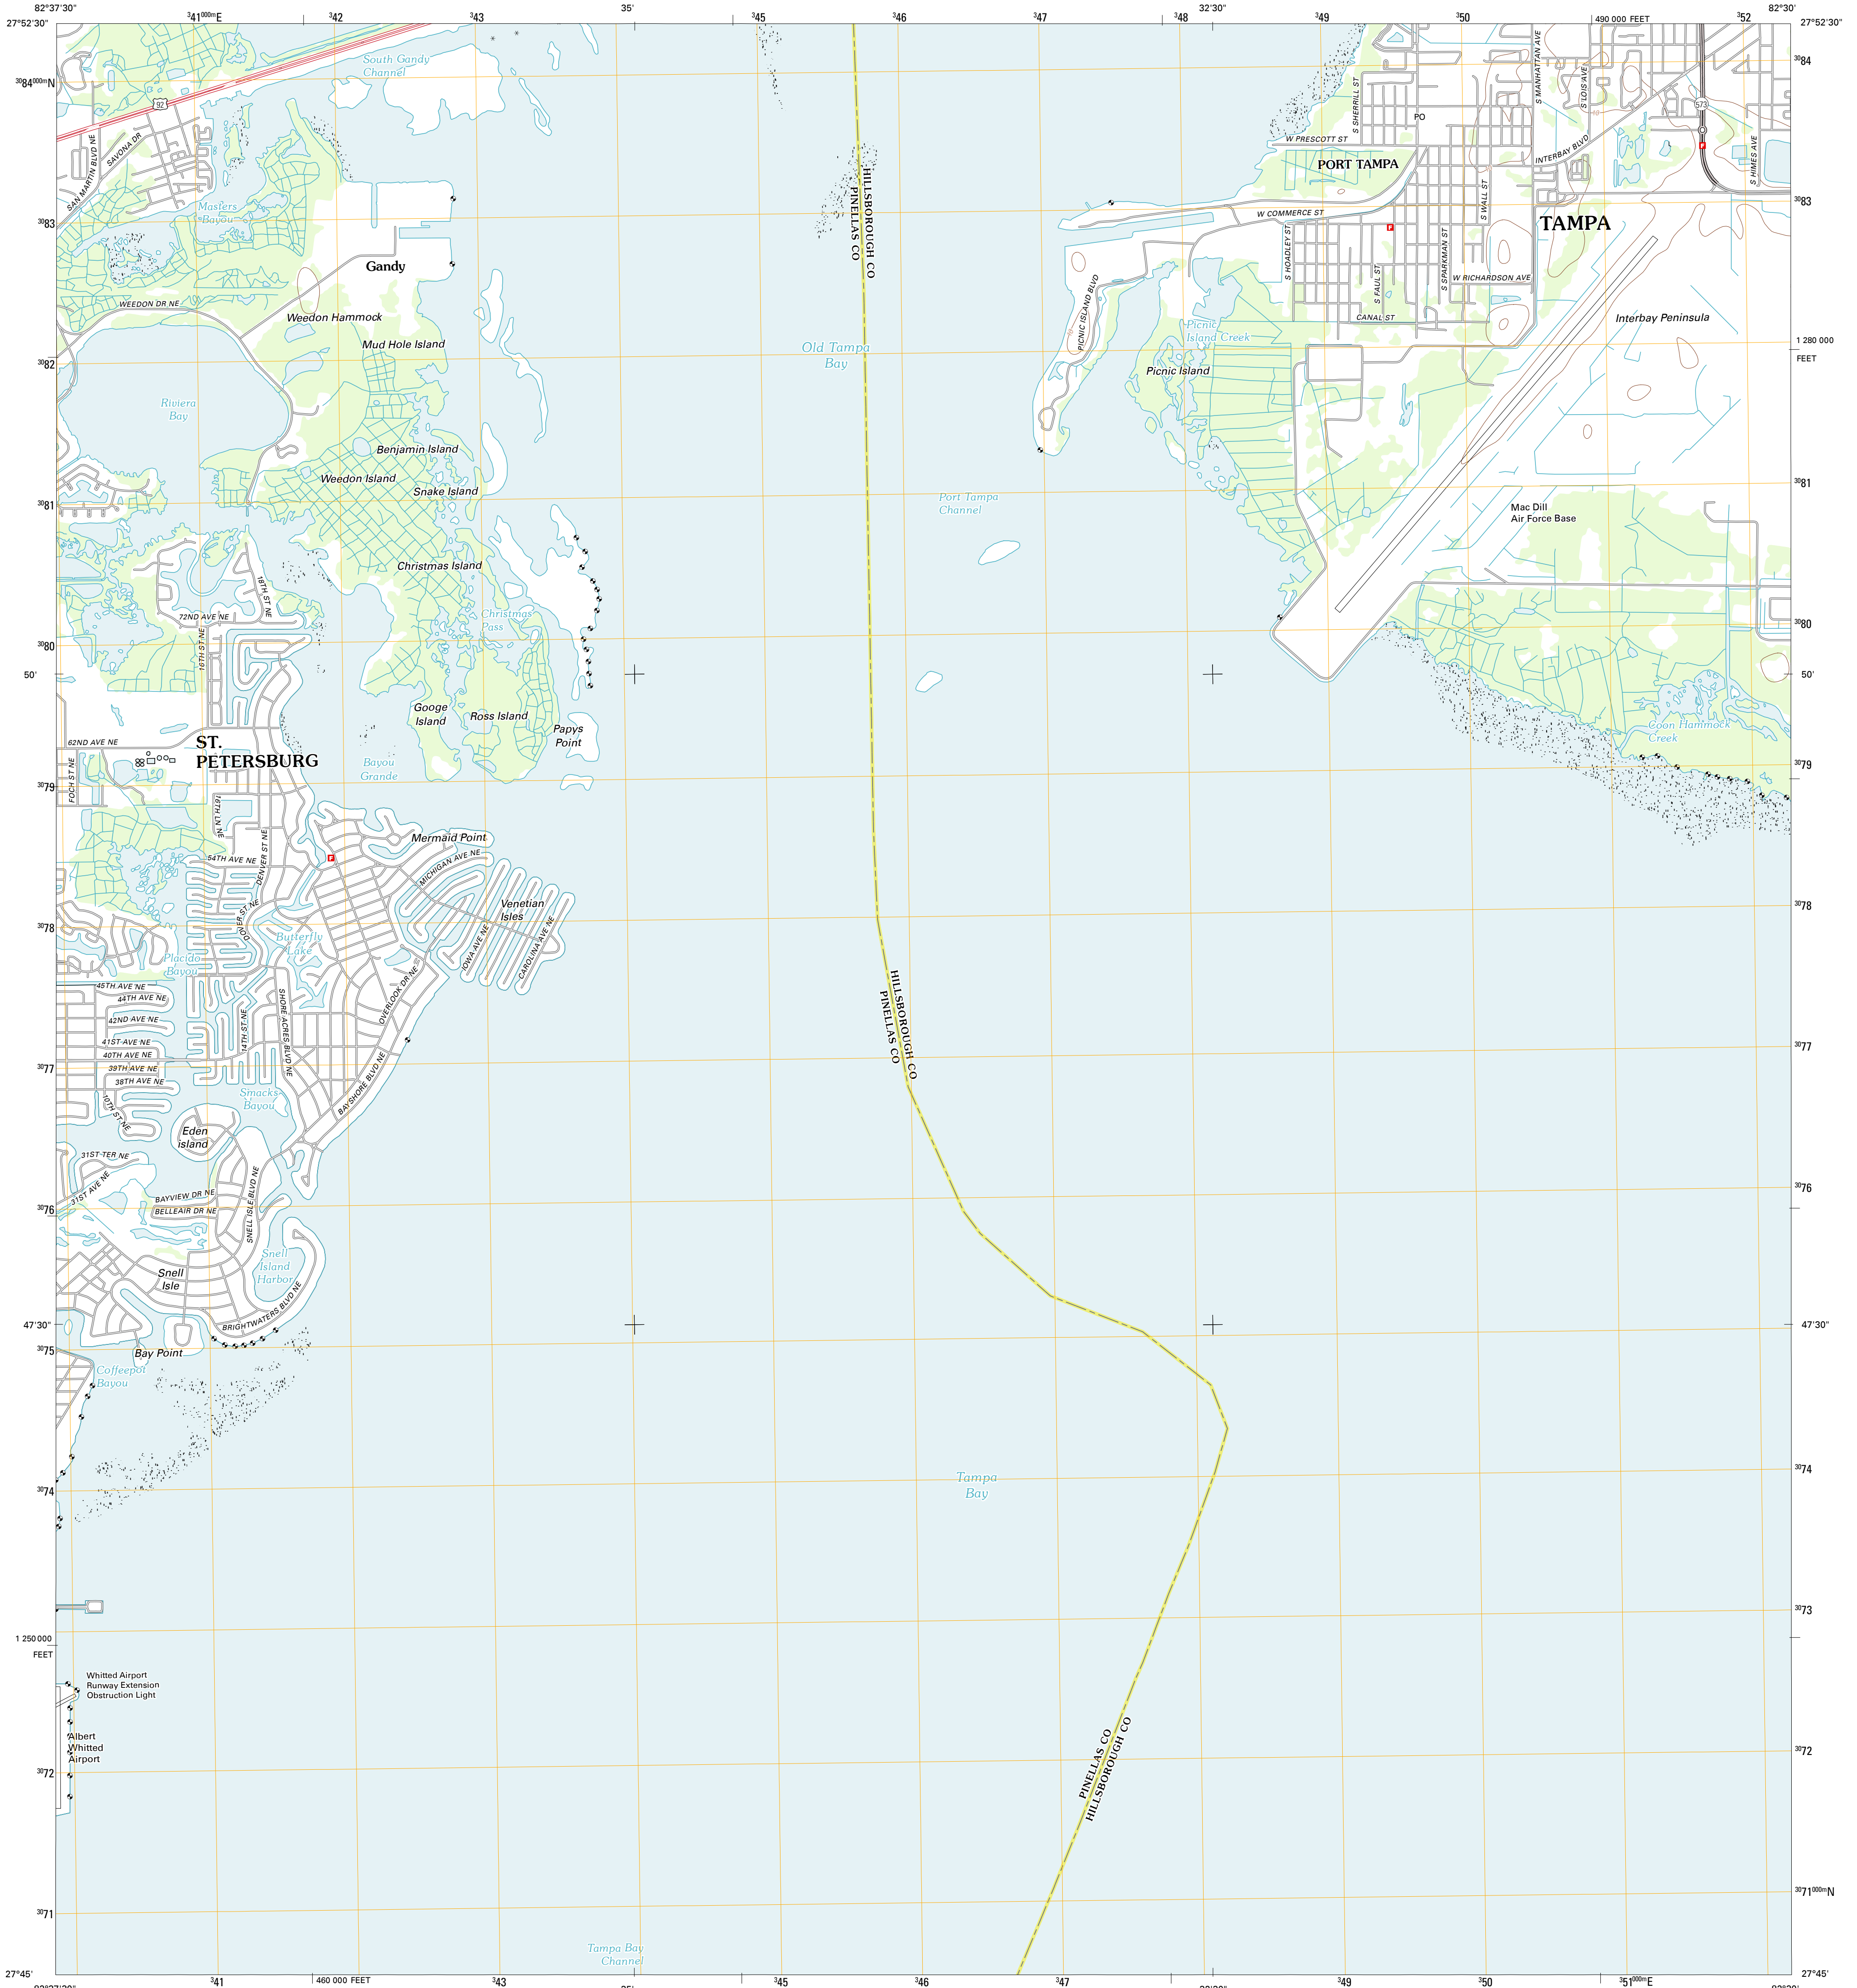 82°37'30"
³41⁰⁰⁰ᵐE
³42
³43
35'
³45
³46
³47
³48
32'30"
³49
³50
490 000 FEET
³52
82°30'
27°52'30"
27°52'30"
³⁰84⁰⁰⁰ᵐN
³⁰83
³⁰82
³⁰81
³⁰80
50'
³⁰79
³⁰78
³⁰77
³⁰76
47'30"
³⁰75
³⁰74
1 250 000
FEET
³⁰72
³⁰71
27°45'
South Gandy
Channel
92
SAN MARTIN BLVD NE
SAVONA DR
Masters
Bayou
Gandy
WEEDON DR NE
Weedon Hammock
Mud Hole Island
Riviera
Bay
Benjamin Island
Weedon Island
Snake Island
Christmas Island
18TH ST NE
72ND AVE NE
16TH ST NE
Christmas
Pass
Googe
Island
Ross Island
Papys
Point
62ND AVE NE
ST.
PETERSBURG
FOCH ST NE
Bayou
Grande
16TH LN NE
Mermaid Point
54TH AVE NE
DENVER ST NE
F
MICHIGAN AVE NE
Venetian
Isles
DOVER ST NE
Butterfly
Lake
IOWA AVE NE
CAROLINA AVE NE
Placido
Bayou
45TH AVE NE
44TH AVE NE
42ND AVE NE
41ST AVE NE
40TH AVE NE
39TH AVE NE
38TH AVE NE
10TH ST NE
14TH ST NE
SHORE ACRES BLVD NE
OVERLOOK DR NE
BAYSHORE BLVD NE
Smacks
Bayou
Eden
island
31ST TER NE
31ST AVE NE
BAYVIEW DR NE
BELLEAIR DR NE
SNELL ISLE BLVD NE
Snell
Isle
Snell
Island
Harbor
BRIGHTWATERS BLVD NE
Bay Point
Coffeepot
Bayou
Whitted Airport
Runway Extension
Obstruction Light
Albert
Whitted
Airport
HILLSBOROUGH CO
PINELLAS CO
Old Tampa
Bay
Port Tampa
Channel
HILLSBOROUGH CO
PINELLAS CO
Tampa
Bay
PINELLAS CO
HILLSBOROUGH CO
Tampa Bay
Channel
S SHERRILL ST
S MANHATTAN AVE
S LOIS AVE
573
PO
W PRESCOTT ST
PORT TAMPA
INTERBAY BLVD
F
S HIMES AVE
W COMMERCE ST
F
S WALL ST
TAMPA
S HOADLEY ST
S FAUL ST
S SPARKMAN ST
W RICHARDSON AVE
PICNIC ISLAND BLVD
Picnic
Island Creek
CANAL ST
Interbay Peninsula
Picnic Island
Mac Dill
Air Force Base
Coon Hammock
Creek
³⁰84
³⁰83
1 280 000
FEET
³⁰81
³⁰80
50'
³⁰79
³⁰78
³⁰77
³⁰76
47'30"
³⁰74
³⁰73
³⁰72
³⁰71⁰⁰⁰ᵐN
27°45'
³41
460 000 FEET
³43
³45
³46
³47
³49
³50
³51⁰⁰⁰ᵐE